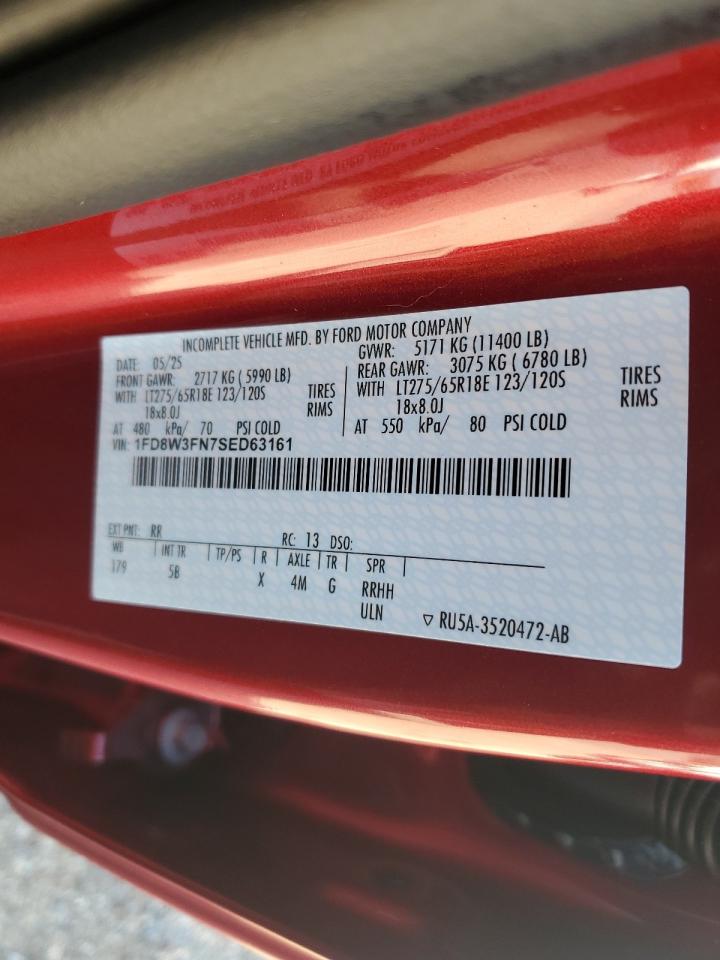 INCOMPLETE VEHICLE MFD. BY FORD MOTOR COMPANY
DATE: 05/25 GVWR: 5171 KG (11400 LB)
FRONT GAWR: 2717 KG ( 5990 LB) REAR GAWR: 3075 KG ( 6780 LB)
WITH LT275/65R18E 123/120S TIRES WITH LT275/65R18E 123/120S TIRES
18x8.0J RIMS 18x8.0J RIMS
AT 480 kPa/ 70 PSI COLD AT 550 kPa/ 80 PSI COLD
VIN: 1FD8W3FN7SED63161
EXT PNT: RR RC: 13 DSO:
WB INT TR TP/PS R AXLE TR SPR
179 5B X 4M G RRHH
ULN
RU5A-3520472-AB